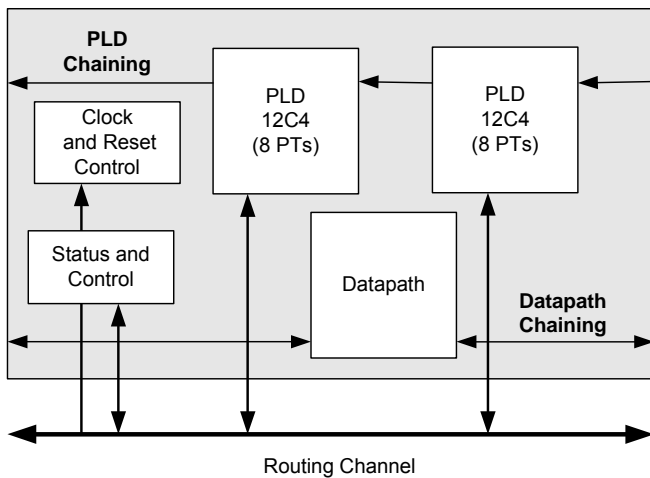 PLD
Chaining
PLD
12C4
(8 PTs)
PLD
12C4
(8 PTs)
Clock
and Reset
Control
Status and
Control
Datapath
Datapath
Chaining
Routing Channel